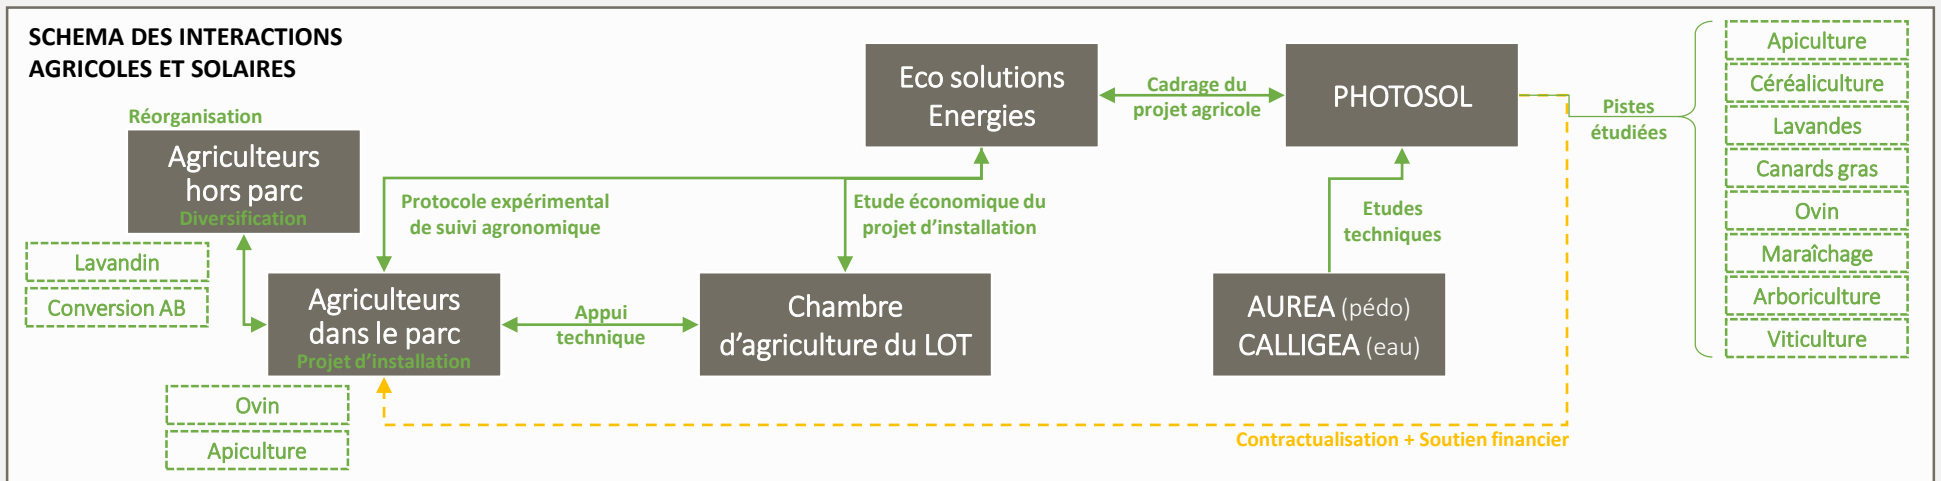 SCHEMA DES INTERACTIONS
AGRICOLES ET SOLAIRES
Réorganisation
Agriculteurs
hors parc
Diversification
Lavandin
Conversion AB
Agriculteurs
dans le parc
Projet d'installation
Ovin
Apiculture
Protocole expérimental
de suivi agronomique
Appui
technique
Eco solutions
Energies
Etude économique du
projet d'installation
Chambre
d'agriculture du LOT
Cadrage du
projet agricole
PHOTOSOL
Etudes
techniques
AUREA (pédo)
CALLIGEA (eau)
Contractualisation + Soutien financier
Pistes
étudiées
Apiculture
Céréaliculture
Lavandes
Canards gras
Ovin
Maraîchage
Arboriculture
Viticulture